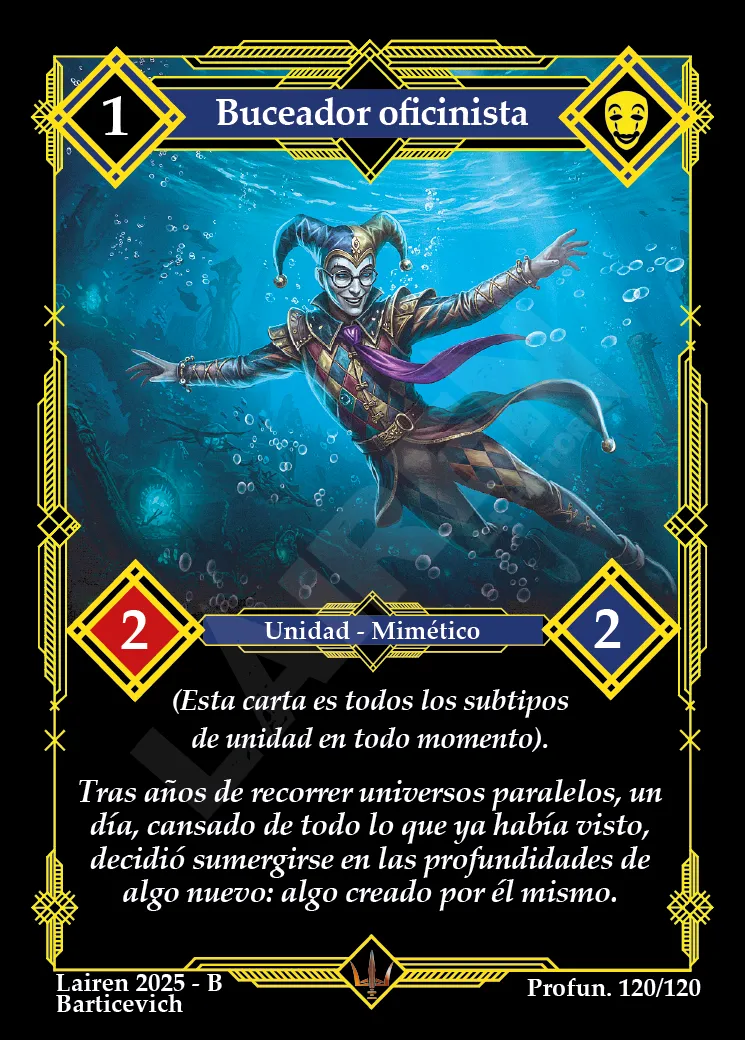 1
Buceador oficinista
2
Unidad - Mimético
2
(Esta carta es todos los subtipos
de unidad en todo momento).
Tras años de recorrer universos paralelos, un
día, cansado de todo lo que ya había visto,
decidió sumergirse en las profundidades de
algo nuevo: algo creado por él mismo.
Lairen 2025 - B
Barticevich
Profun. 120/120